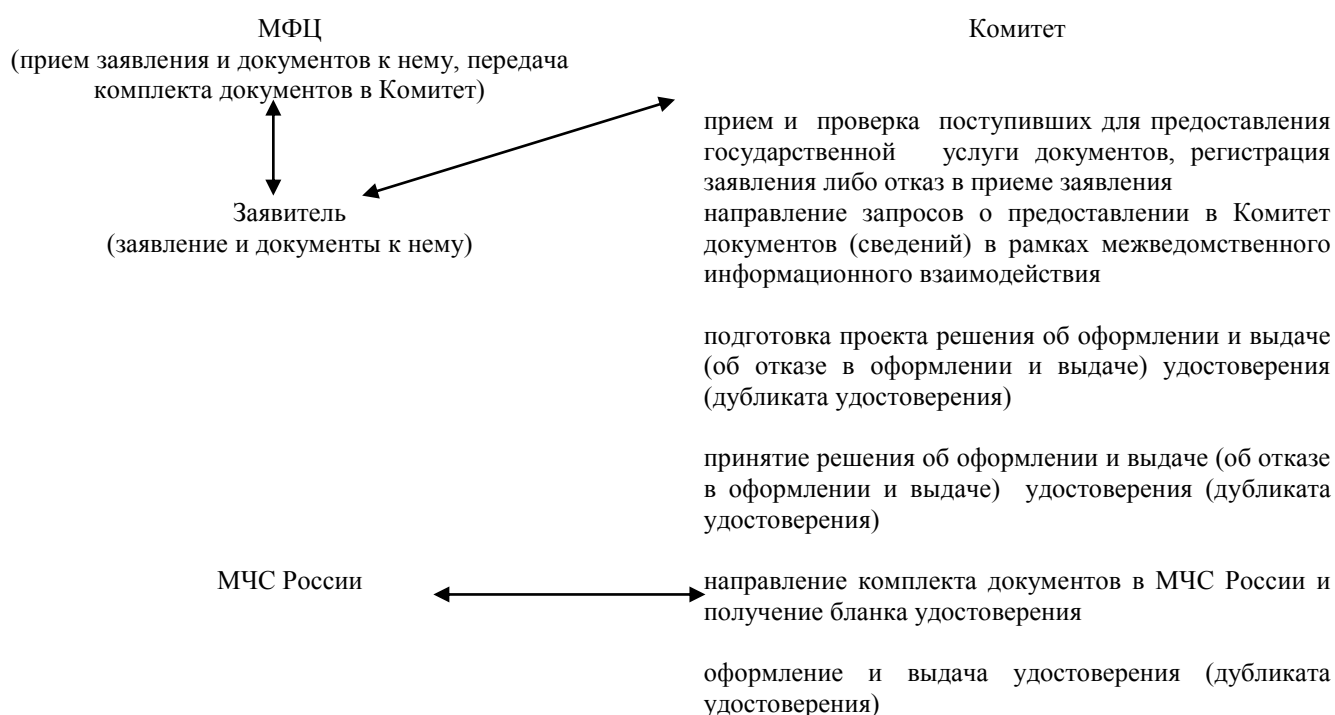 МФЦ
(прием заявления и документов к нему, передача
комплекта документов в Комитет)
Заявитель
(заявление и документы к нему)
МЧС России
Комитет
прием и проверка поступивших для предоставления
государственной услуги документов, регистрация
заявления либо отказ в приеме заявления
направление запросов о предоставлении в Комитет
документов (сведений) в рамках межведомственного
информационного взаимодействия
подготовка проекта решения об оформлении и выдаче
(об отказе в оформлении и выдаче) удостоверения
(дубликата удостоверения)
принятие решения об оформлении и выдаче (об отказе
в оформлении и выдаче) удостоверения (дубликата
удостоверения)
направление комплекта документов в МЧС России и
получение бланка удостоверения
оформление и выдача удостоверения (дубликата
удостоверения)